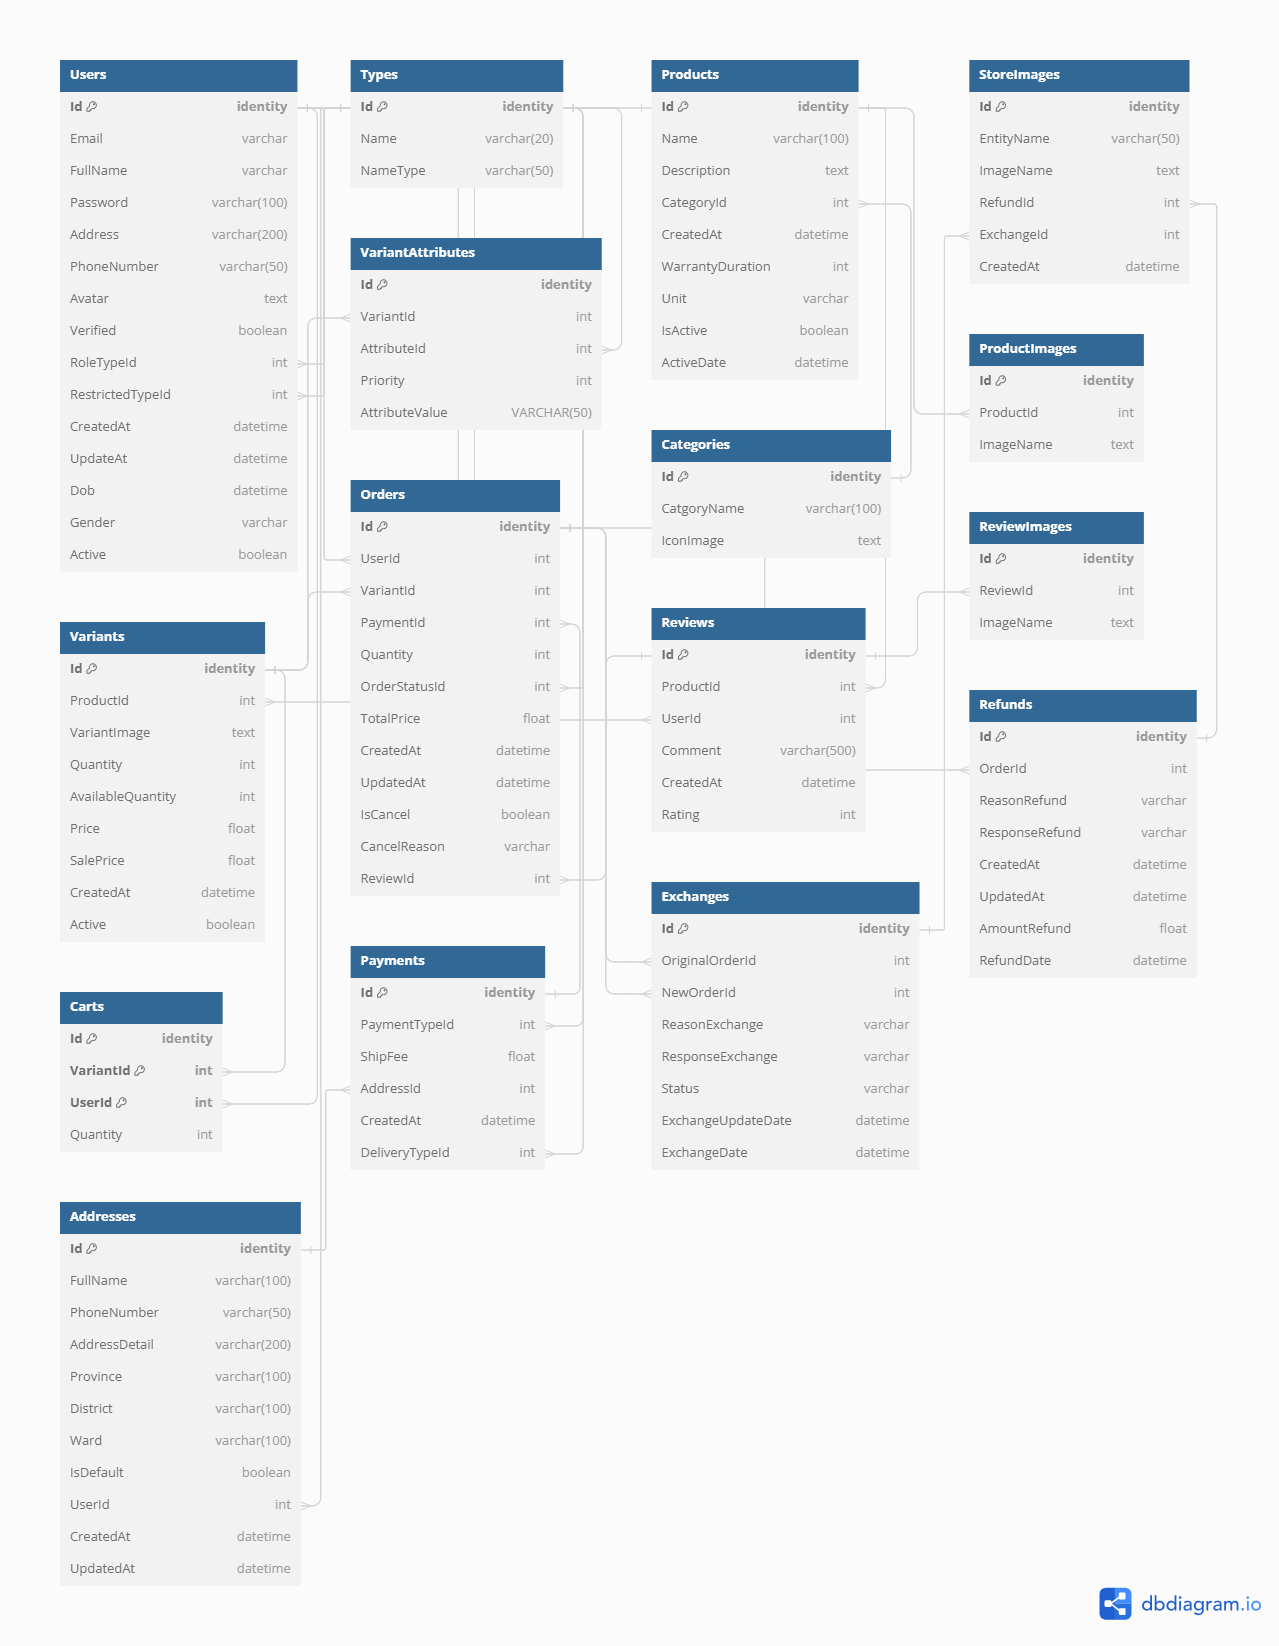 Users
Id identity
Email varchar
FullName varchar
Password varchar(100)
Address varchar(200)
PhoneNumber varchar(50)
Avatar text
Verified boolean
RoleTypeId int
RestrictedTypeId int
CreatedAt datetime
UpdateAt datetime
Dob datetime
Gender varchar
Active boolean
Variants
Id identity
ProductId int
VariantImage text
Quantity int
AvailableQuantity int
Price float
SalePrice float
CreatedAt datetime
Active boolean
Carts
Id identity
VariantId int
UserId int
Quantity int
Addresses
Id identity
FullName varchar(100)
PhoneNumber varchar(50)
AddressDetail varchar(200)
Province varchar(100)
District varchar(100)
Ward varchar(100)
IsDefault boolean
UserId int
CreatedAt datetime
UpdatedAt datetime
Types
Id identity
Name varchar(20)
NameType varchar(50)
VariantAttributes
Id identity
VariantId int
AttributeId int
Priority int
AttributeValue VARCHAR(50)
Orders
Id identity
UserId int
VariantId int
PaymentId int
Quantity int
OrderStatusId int
TotalPrice float
CreatedAt datetime
UpdatedAt datetime
IsCancel boolean
CancelReason varchar
ReviewId int
Payments
Id identity
PaymentTypeId int
ShipFee float
AddressId int
CreatedAt datetime
DeliveryTypeId int
Products
Id identity
Name varchar(100)
Description text
CategoryId int
CreatedAt datetime
WarrantyDuration int
Unit varchar
IsActive boolean
ActiveDate datetime
Categories
Id identity
CatgoryName varchar(100)
IconImage text
Reviews
Id identity
ProductId int
UserId int
Comment varchar(500)
CreatedAt datetime
Rating int
Exchanges
Id identity
OriginalOrderId int
NewOrderId int
ReasonExchange varchar
ResponseExchange varchar
Status varchar
ExchangeUpdateDate datetime
ExchangeDate datetime
StoreImages
Id identity
EntityName varchar(50)
ImageName text
RefundId int
ExchangeId int
CreatedAt datetime
ProductImages
Id identity
ProductId int
ImageName text
ReviewImages
Id identity
ReviewId int
ImageName text
Refunds
Id identity
OrderId int
ReasonRefund varchar
ResponseRefund varchar
CreatedAt datetime
UpdatedAt datetime
AmountRefund float
RefundDate datetime
dbdiagram.io